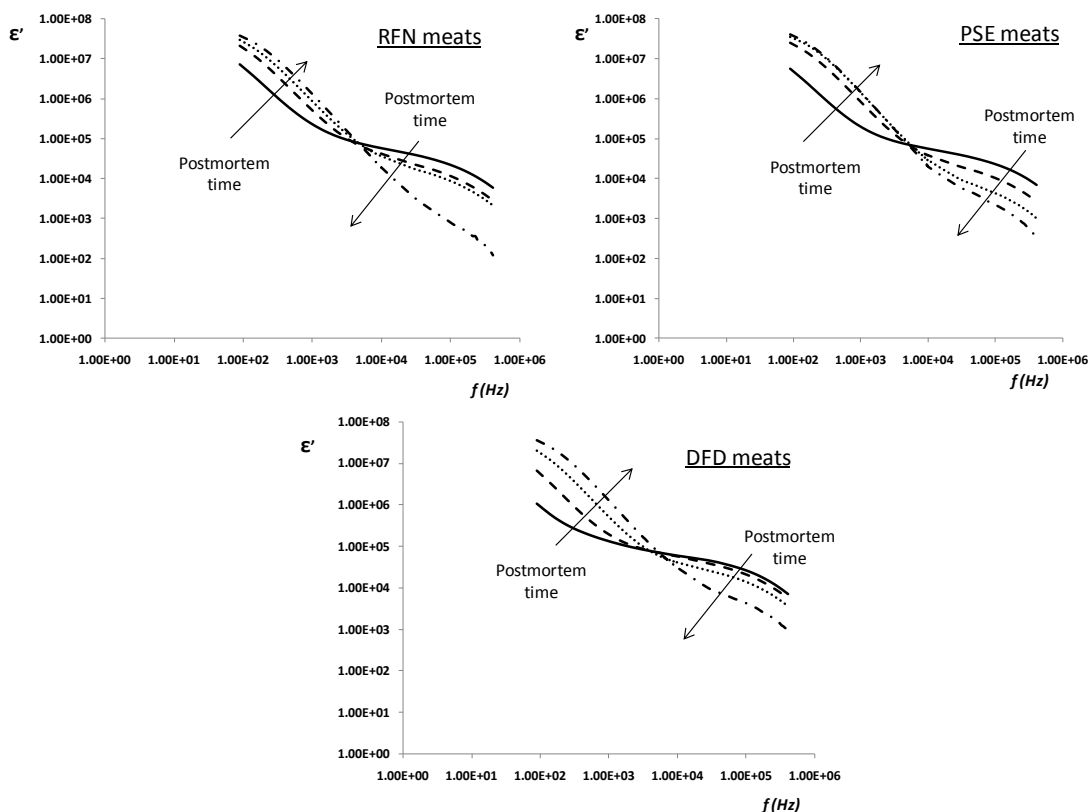 ε’
RFN meats
1.00E+08
1.00E+07
1.00E+06
1.00E+05
1.00E+04
1.00E+03
1.00E+02
1.00E+01
1.00E+00
Postmortem
time
Postmortem
time
1.00E+00 1.00E+01 1.00E+02 1.00E+03 1.00E+04 1.00E+05 1.00E+06
f(Hz)
ε’
PSE meats
1.00E+08
1.00E+07
1.00E+06
1.00E+05
1.00E+04
1.00E+03
1.00E+02
1.00E+01
1.00E+00
Postmortem
time
Postmortem
time
1.00E+00 1.00E+01 1.00E+02 1.00E+03 1.00E+04 1.00E+05 1.00E+06
f(Hz)
ε’
DFD meats
1.00E+08
1.00E+07
1.00E+06
1.00E+05
1.00E+04
1.00E+03
1.00E+02
1.00E+01
1.00E+00
Postmortem
time
Postmortem
time
1.00E+00 1.00E+01 1.00E+02 1.00E+03 1.00E+04 1.00E+05 1.00E+06
f(Hz)